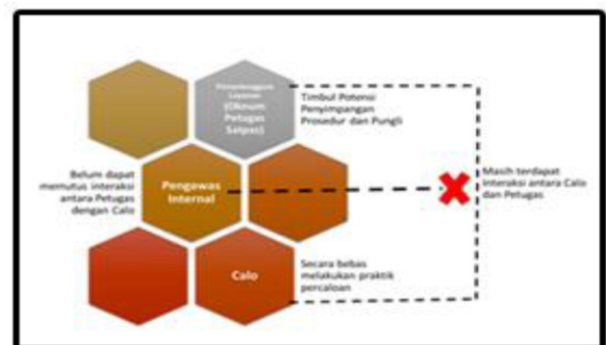 Penyelenggara
Layanan
(Oknum
Petugas
Satpas)
Timbul Potensi
Penyimpangan
Prosedur dan Pungli
Belum dapat
memutus interaksi
antara Petugas
dengan Calo
Pengawas
Internal
Masih terdapat
Interaksi antara Calo
dan Petugas
Calo
Secara bebas
melakukan praktik
percaloan